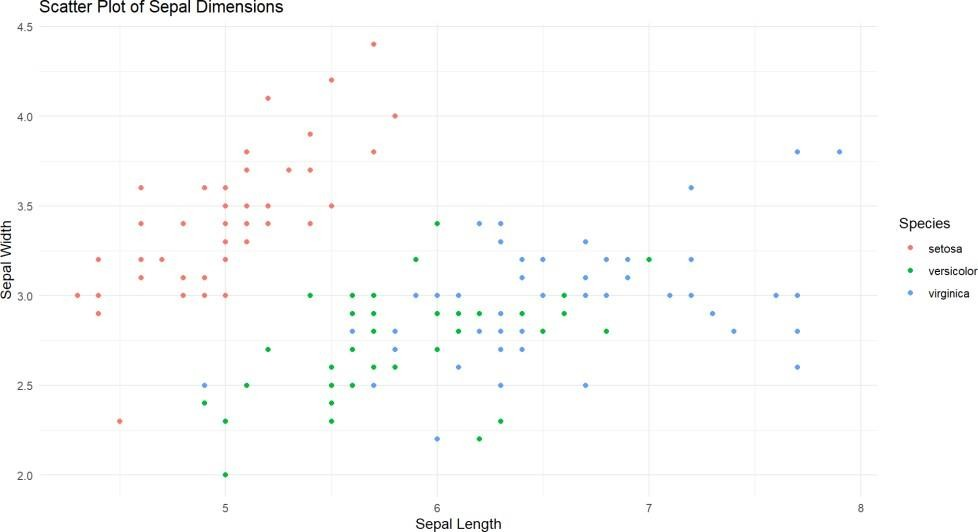 Scatter Plot of Sepal Dimensions
4.5
4.0
3.5
3.0
2.5
2.0
Sepal Width
5 6 7 8
Sepal Length
Species
setosa
versicolor
virginica